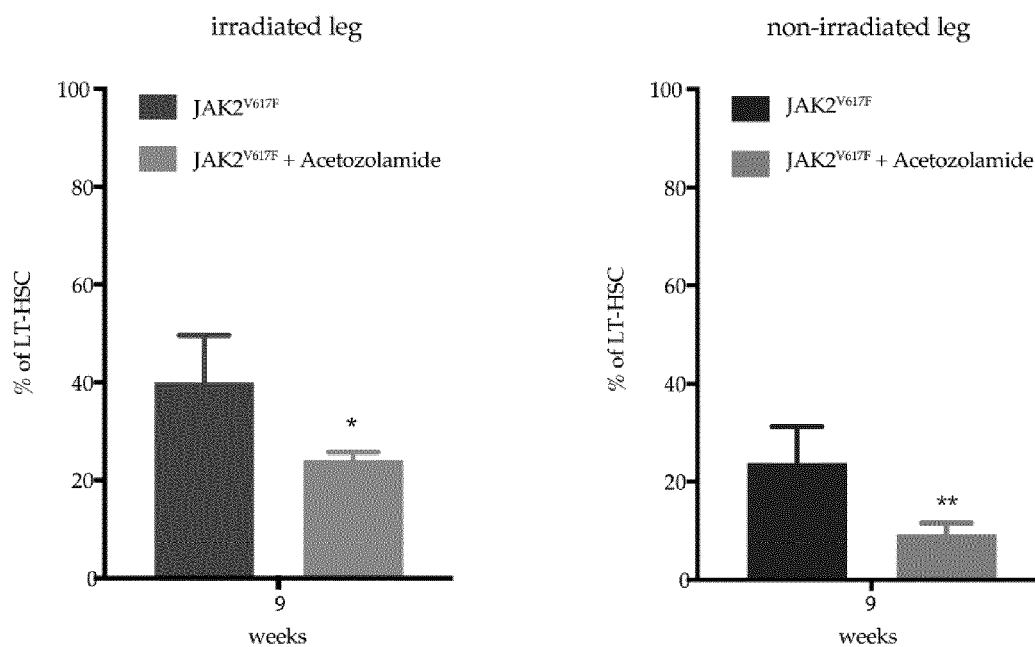 irradiated leg
% of LT-HSC
100
80
60
40
20
0
JAK2V617F
JAK2V617F + Acetozolamide
*
9
weeks
non-irradiated leg
% of LT-HSC
100
80
60
40
20
0
JAK2V617F
JAK2V617F + Acetozolamide
**
9
weeks